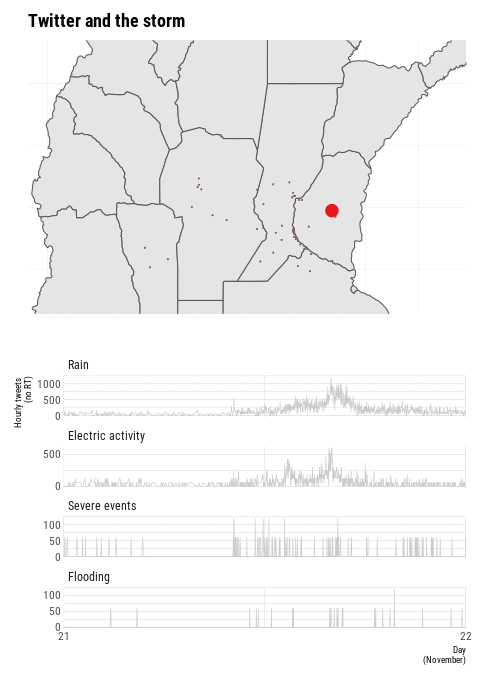 Twitter and the storm
Rain
Hourly tweets
(no RT)
1000
500
0
Electric activity
500
0
Severe events
100
50
0
Flooding
100
50
0
21
22
Day
(November)